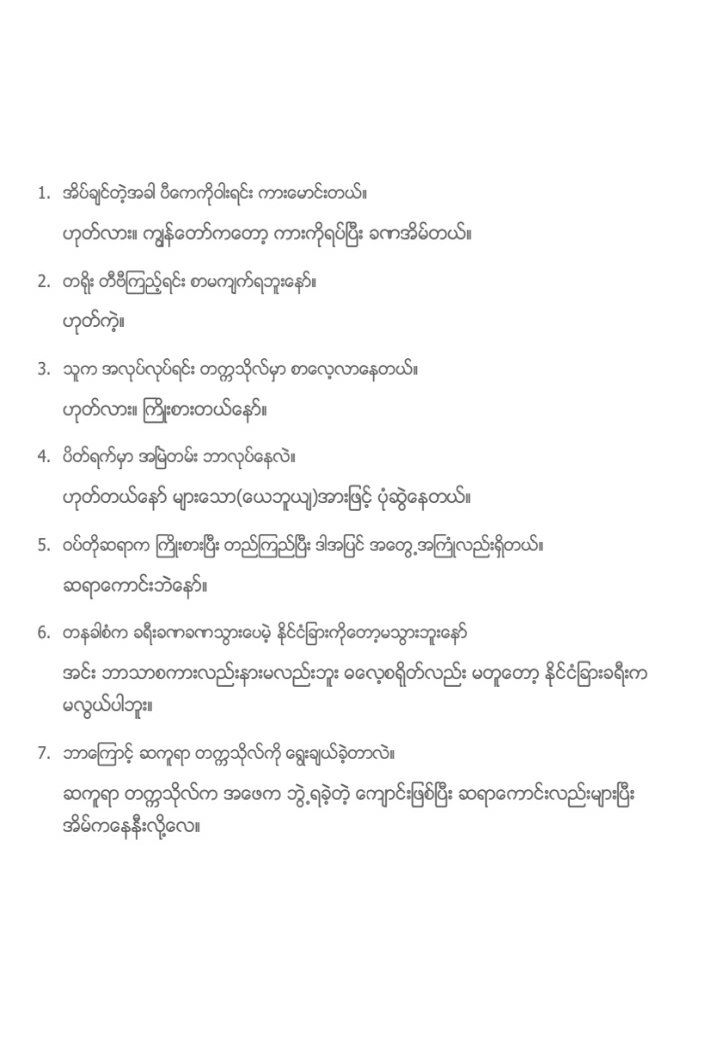 1. အိပ်ချင်တဲ့အခါ ပီကေကိုဝါးရင်း ကားမောင်းတယ်။
ဟုတ်လား။ ကျွန်တော်ကတော့ ကားကိုရပ်ပြီး ခဏအိမ်တယ်။
2. တရိုး တီဗီကြည့်ရင်း စာမကျက်ရဘူးနော်။
ဟုတ်ကဲ့။
3. သူက အလုပ်လုပ်ရင်း တက္ကသိုလ်မှာ စာလေ့လာနေတယ်။
ဟုတ်လား။ ကြိုးစားတယ်နော်။
4. ပိတ်ရက်မှာ အမြဲတမ်း ဘာလုပ်နေလဲ။
ဟုတ်တယ်နော် များသော(ယေဘူယျ)အားဖြင့် ပုံဆွဲနေတယ်။
5. ဝပ်တိုဆရာက ကြိုးစားပြီး တည်ကြည်ပြီး ဒါအပြင် အတွေ့အကြုံလည်းရှိတယ်။
ဆရာကောင်းဘဲနော်။
6. တနခါစံက ခရီးခဏခဏသွားပေမဲ့ နိုင်ငံခြားကိုတော့မသွားဘူးနော်
အင်း ဘာသာစကားလည်းနားမလည်းဘူး ဓလေ့စရိုတ်လည်း မတူတော့ နိုင်ငံခြားခရီးက
မလွယ်ပါဘူး။
7. ဘာကြောင့် ဆကူရာ တက္ကသိုလ်ကို ရွေးချယ်ခဲ့တာလဲ။
ဆကူရာ တက္ကသိုလ်က အဖေက ဘွဲ့ရခဲ့တဲ့ ကျောင်းဖြစ်ပြီး ဆရာကောင်းလည်းများပြီး
အိမ်ကနေနီးလို့လေ။